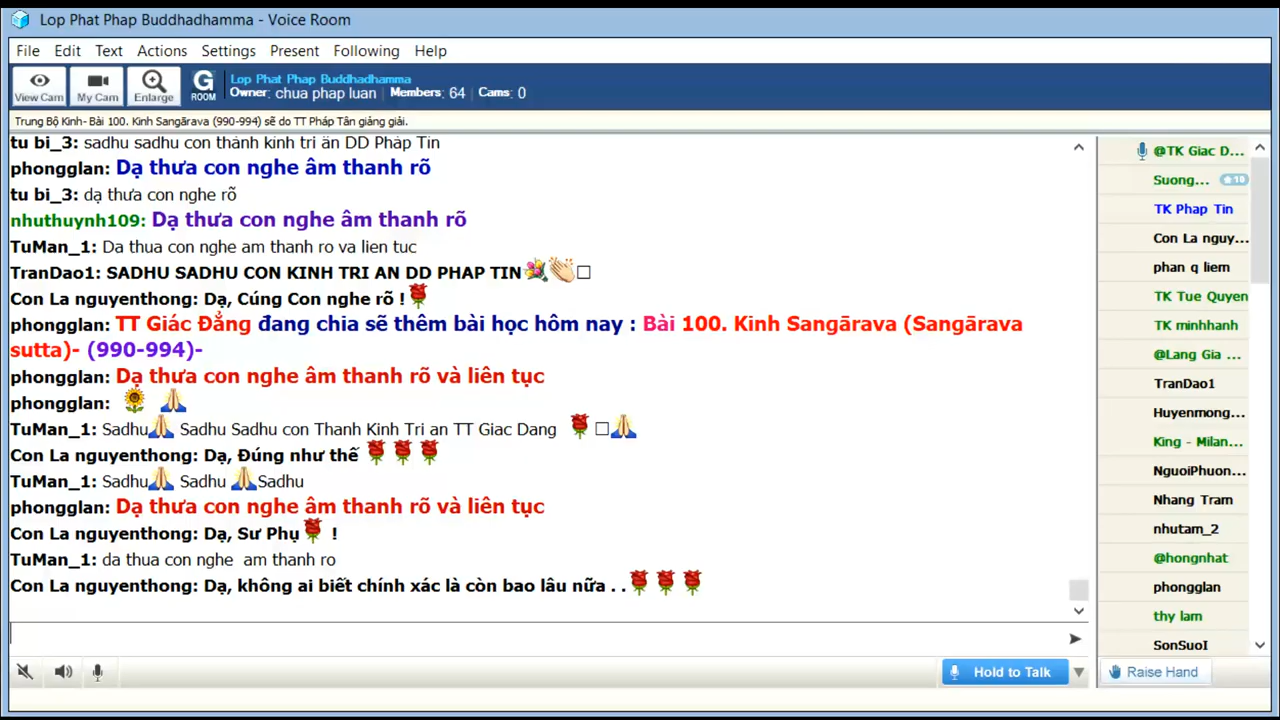 Lop Phat Phap Buddhadhamma - Voice Room
File Edit Text Actions Settings Present Following Help
View Cam My Cam Enlarge G ROOM
Lop Phat Phap Buddhadhamma
Owner: chua phap luan Members: 64 Cams: 0
Trung Bộ Kinh- Bài 100. Kinh Sangārava (990-994) sẽ do TT Pháp Tân giảng giải.
tu bi_3: sadhu sadhu con thành kính tri ân DD Pháp Tín
phongglan: Dạ thưa con nghe âm thanh rõ
tu bi_3: dạ thưa con nghe rõ
nhuthuynh109: Dạ thưa con nghe âm thanh rõ
TuMan_1: Da thua con nghe am thanh ro va lien tuc
TranDao1: SADHU SADHU CON KINH TRI AN DD PHAP TIN
Con La nguyenthong: Dạ, Cúng Con nghe rõ !
phongglan: TT Giác Đẳng đang chia sẽ thêm bài học hôm nay : Bài 100. Kinh Sangārava (Sangārava
sutta)- (990-994)-
phongglan: Dạ thưa con nghe âm thanh rõ và liên tục
phongglan:
TuMan_1: Sadhu Sadhu Sadhu con Thanh Kinh Tri an TT Giac Dang
Con La nguyenthong: Dạ, Đúng như thế
TuMan_1: Sadhu Sadhu Sadhu
phongglan: Dạ thưa con nghe âm thanh rõ và liên tục
Con La nguyenthong: Dạ, Sư Phụ !
TuMan_1: da thua con nghe am thanh ro
Con La nguyenthong: Dạ, không ai biết chính xác là còn bao lâu nữa . .
Hold to Talk
@TK Giac D...
Suong... 10
TK Phap Tin
Con La nguy...
phan q liem
TK Tue Quyen
TK minhhanh
@Lang Gia ...
TranDao1
Huyenmong...
King - Milan...
NguoiPhuon...
Nhang Tram
nhutam_2
@hongnhat
phongglan
thy lam
SonSuoI
Raise Hand